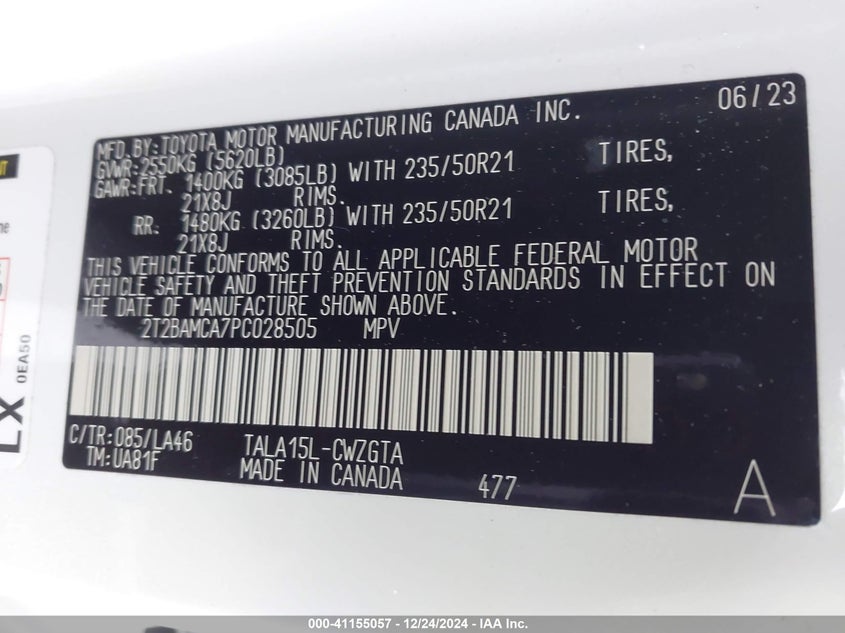 06/23
MFD.BY:TOYOTA MOTOR MANUFACTURING CANADA INC.
GVWR:2550KG (5620LB)
GAWR:FRT. 1400KG (3085LB) WITH 235/50R21 TIRES,
21X8J RIMS.
RR. 1480KG (3260LB) WITH 235/50R21 TIRES,
21X8J RIMS.
THIS VEHICLE CONFORMS TO ALL APPLICABLE FEDERAL MOTOR
VEHICLE SAFETY AND THEFT PREVENTION STANDARDS IN EFFECT ON
THE DATE OF MANUFACTURE SHOWN ABOVE.
2T2BAMCA7PC028505 MPV
C/TR:085/LA46 TALA15L-CWZGTA
TM:UA81F MADE IN CANADA 477 A
LX 0EA50
000-41155057 - 12/24/2024 - IAA Inc.